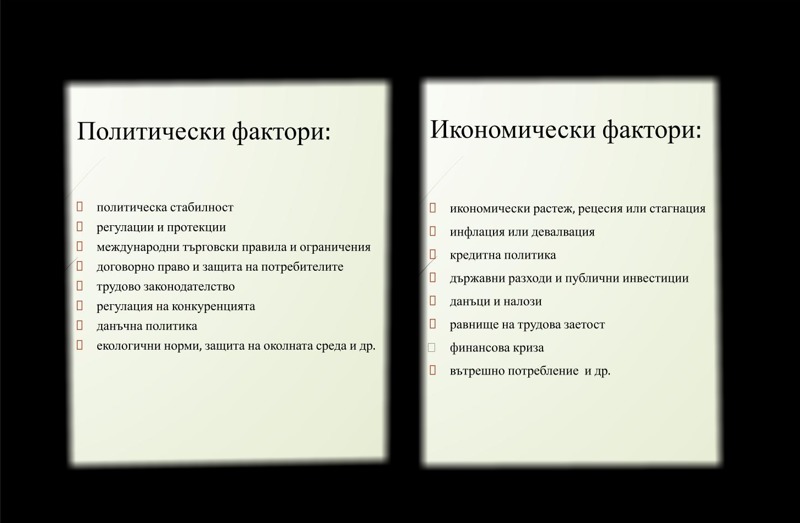 Политически фактори:
политическа стабилност
регулации и протекции
международни търговски правила и ограничения
договорно право и защита на потребителите
трудово законодателство
регулация на конкуренцията
данъчна политика
екологични норми, защита на околната среда и др.
Икономически фактори:
икономически растеж, рецесия или стагнация
инфлация или девалвация
кредитна политика
държавни разходи и публични инвестиции
данъци и налози
равнище на трудова заетост
финансова криза
вътрешно потребление и др.